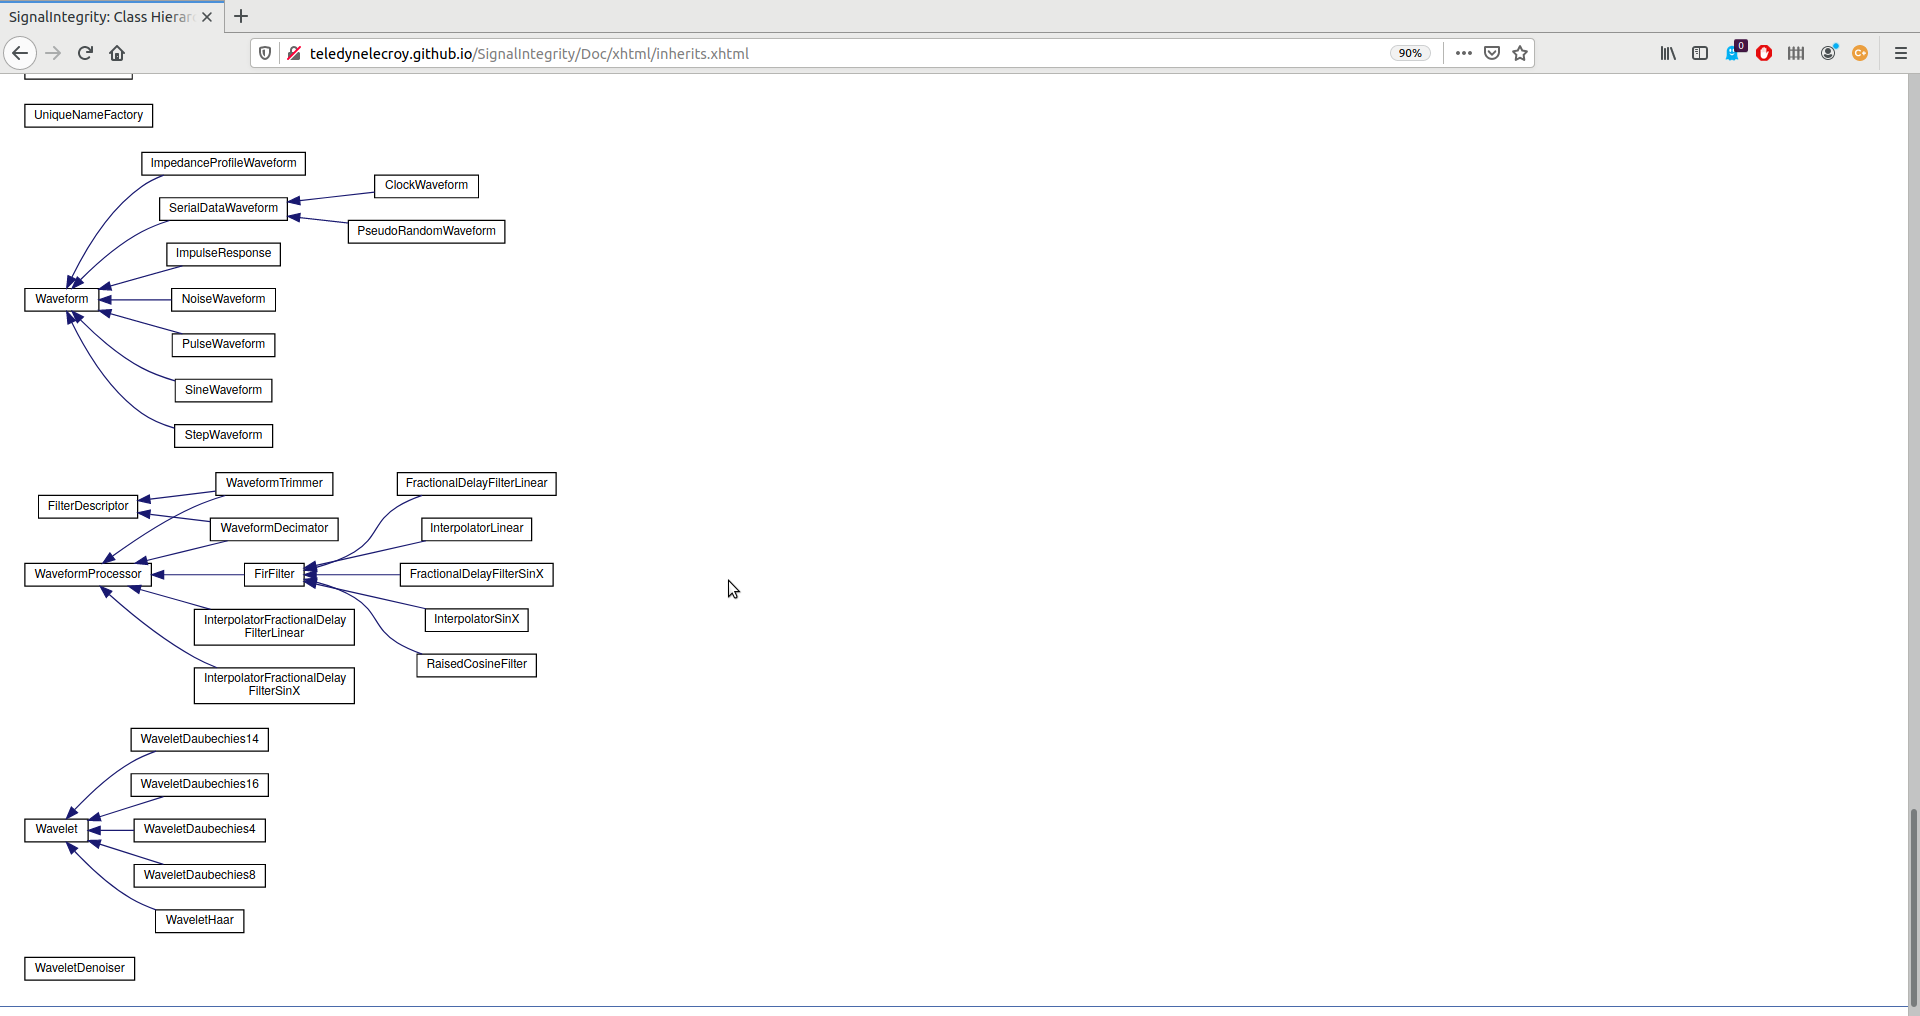 SignalIntegrity: Class Hierar
teledynelecroy.github.io/SignalIntegrity/Doc/xhtml/inherits.xhtml
90%
0
C+
UniqueNameFactory
ImpedanceProfileWaveform
ClockWaveform
SerialDataWaveform
PseudoRandomWaveform
ImpulseResponse
Waveform
NoiseWaveform
PulseWaveform
SineWaveform
StepWaveform
WaveformTrimmer
FractionalDelayFilterLinear
FilterDescriptor
WaveformDecimator
InterpolatorLinear
WaveformProcessor
FirFilter
FractionalDelayFilterSinX
InterpolatorFractionalDelay
FilterLinear
InterpolatorSinX
RaisedCosineFilter
InterpolatorFractionalDelay
FilterSinX
WaveletDaubechies14
WaveletDaubechies16
Wavelet
WaveletDaubechies4
WaveletDaubechies8
WaveletHaar
WaveletDenoiser